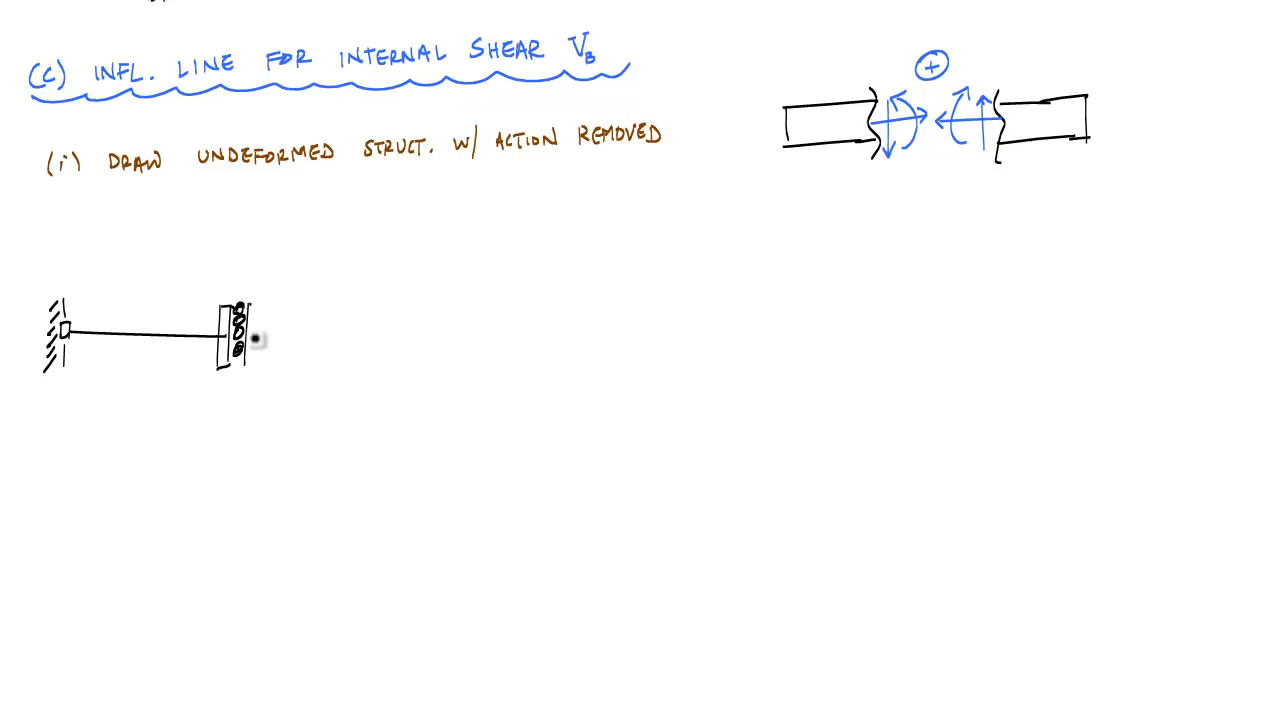 (C) INFL. LINE FOR INTERNAL SHEAR V_B
+
(i) DRAW UNDEFORMED STRUCT. W/ ACTION REMOVED